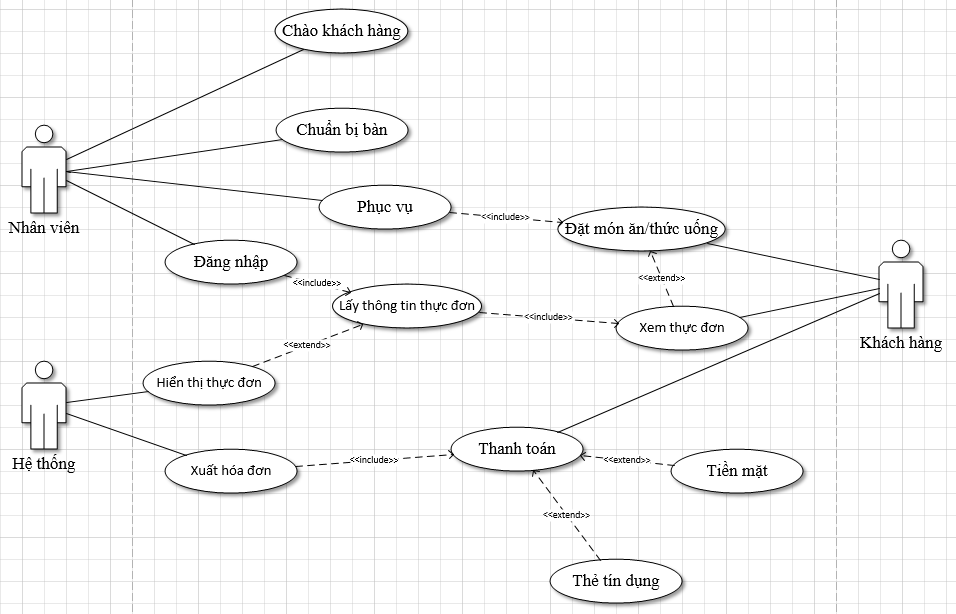 Chào khách hàng
Chuẩn bị bàn
Phục vụ
<<include>>
Đặt món ăn/thức uống
Nhân viên
Đăng nhập
<<include>>
<<extend>>
Lấy thông tin thực đơn
<<include>>
Xem thực đơn
Khách hàng
<<extend>>
Hiển thị thực đơn
Hệ thống
Xuất hóa đơn
<<include>>
Thanh toán
<<extend>>
Tiền mặt
<<extend>>
Thẻ tín dụng